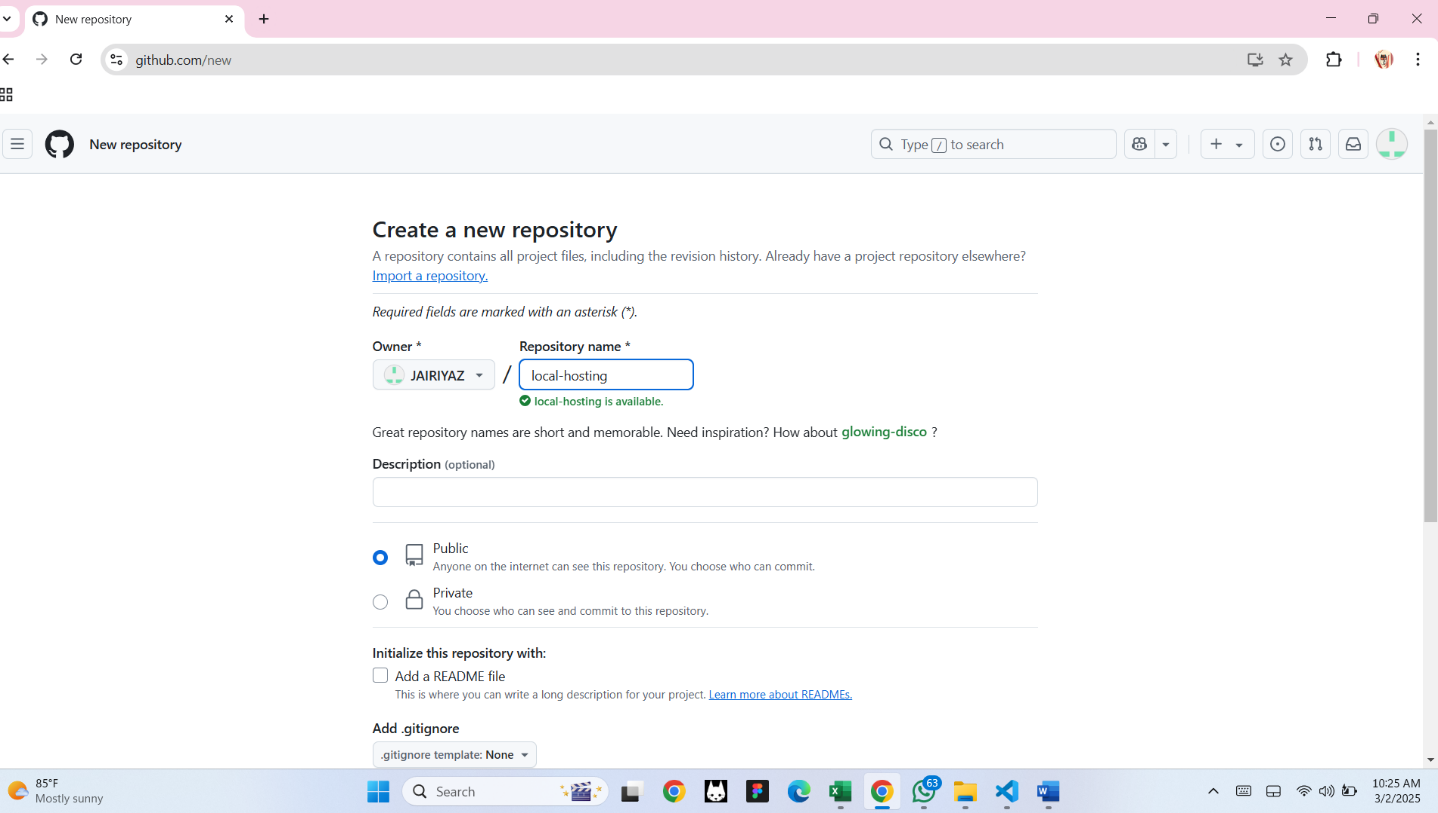 New repository
github.com/new
New repository
Type / to search
Create a new repository
A repository contains all project files, including the revision history. Already have a project repository elsewhere?
Import a repository.
Required fields are marked with an asterisk (*).
Owner *
Repository name *
JAIRIYAZ
/
local-hosting
local-hosting is available.
Great repository names are short and memorable. Need inspiration? How about glowing-disco ?
Description (optional)
Public
Anyone on the internet can see this repository. You choose who can commit.
Private
You choose who can see and commit to this repository.
Initialize this repository with:
Add a README file
This is where you can write a long description for your project. Learn more about READMEs.
Add .gitignore
.gitignore template: None
85°F
Mostly sunny
Search
63
10:25 AM
3/2/2025